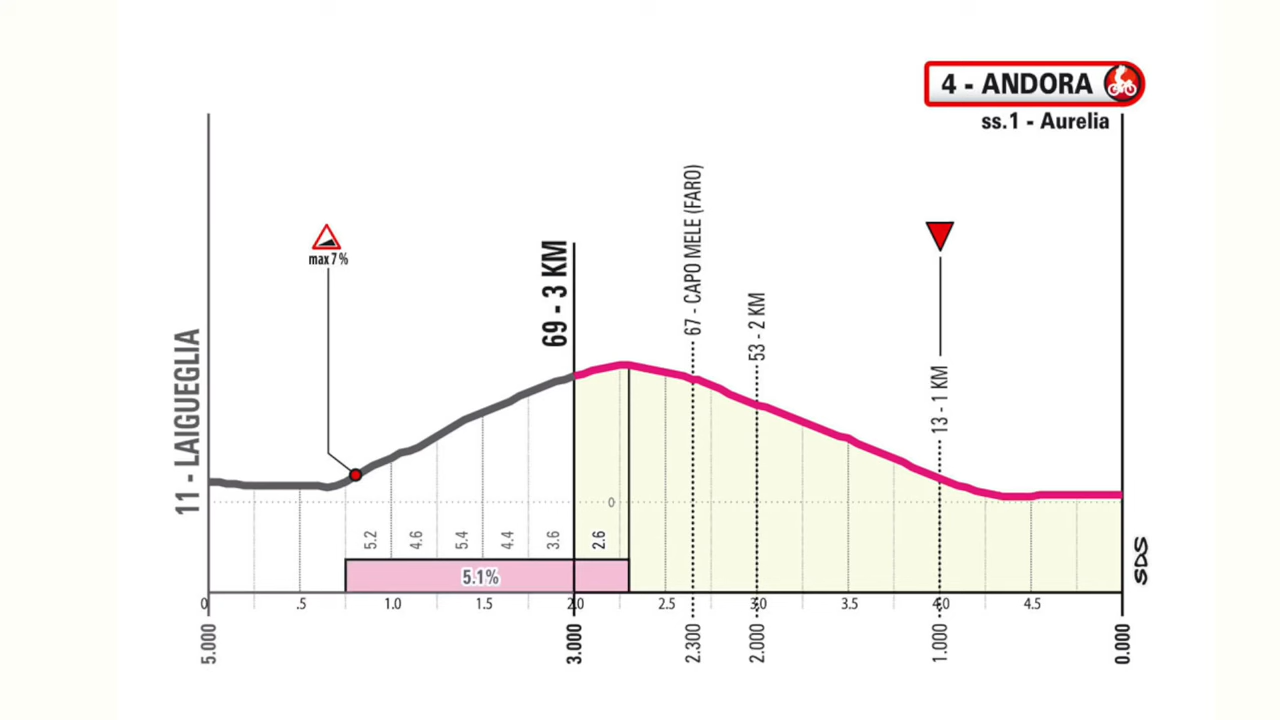 4 - ANDORA
ss.1 - Aurelia
max 7%
11 - LAIGUEGLIA
69 - 3 KM
67 - CAPO MELE (FARO)
53 - 2 KM
13 - 1 KM
0
5.2 4.6 5.4 4.4 3.6 2.6
5.1%
0 .5 1.0 1.5 2.0 2.5 3.0 3.5 4.0 4.5
5.000 3.000 2.300 2.000 1.000 0.000
SDS